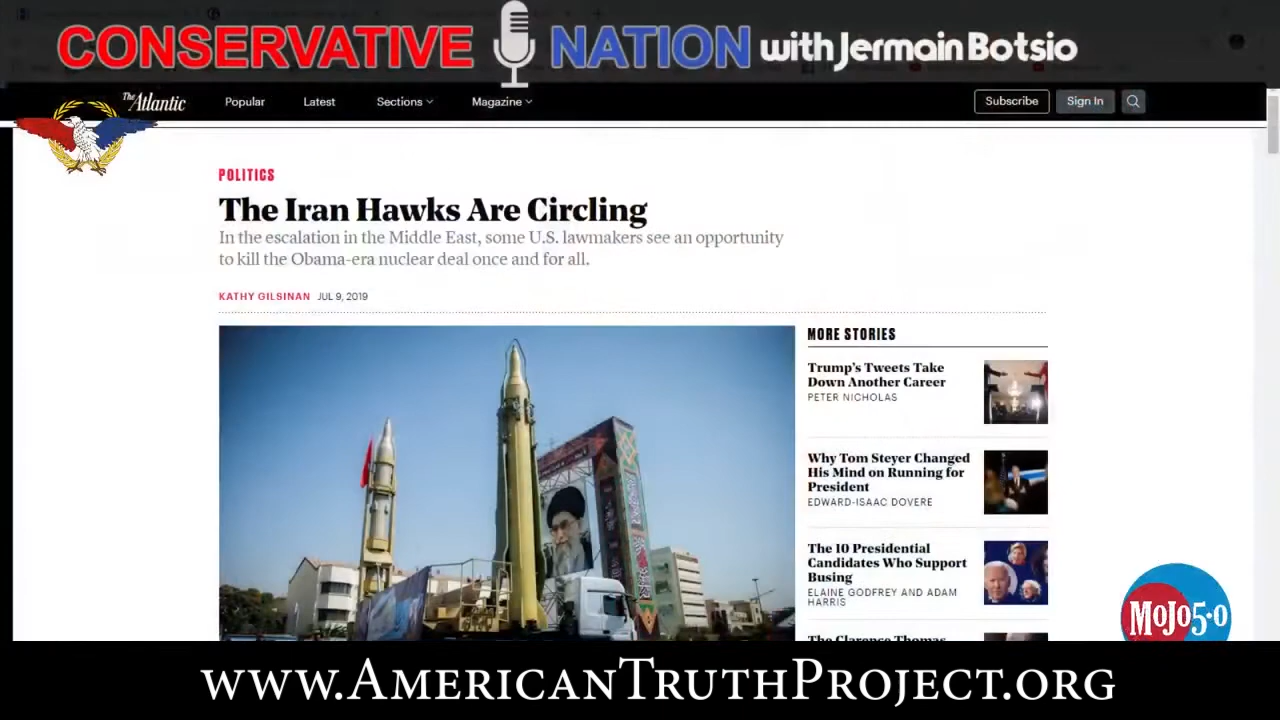 CONSERVATIVE NATION with Jermain Botsio
The Atlantic
Popular
Latest
Sections
Magazine
Subscribe
Sign In
POLITICS
The Iran Hawks Are Circling
In the escalation in the Middle East, some U.S. lawmakers see an opportunity
to kill the Obama-era nuclear deal once and for all.
KATHY GILSINAN JUL 9, 2019
MORE STORIES
Trump's Tweets Take
Down Another Career
PETER NICHOLAS
Why Tom Steyer Changed
His Mind on Running for
President
EDWARD-ISAAC DOVERE
The 10 Presidential
Candidates Who Support
Busing
ELAINE GODFREY AND ADAM
HARRIS
The Clarence Thomas
MOJO5·0
www.AmericanTruthProject.org